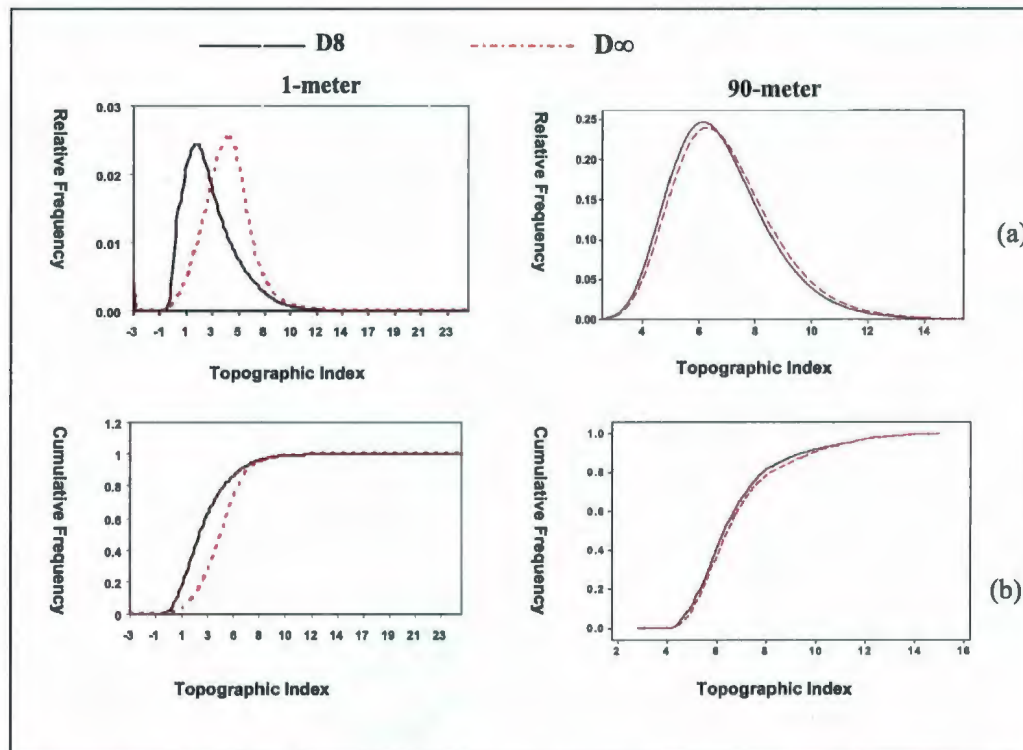 D8 D∞
1-meter 90-meter
Relative Frequency
0.03
0.02
0.01
0.00
-3 -1 1 3 5 6 8 10 12 14 16 17 19 21 23
Topographic Index
Relative Frequency
0.25
0.20
0.15
0.10
0.05
0.00
4 6 8 10 12 14
Topographic Index
(a)
Cumulative Frequency
1.2
1
0.8
0.6
0.4
0.2
0
-3 -1 1 3 6 8 10 12 14 17 19 21 23
Topographic Index
Cumulative Frequency
1.0
0.8
0.6
0.4
0.2
0.0
2 4 6 8 10 12 14 16
Topographic Index
(b)